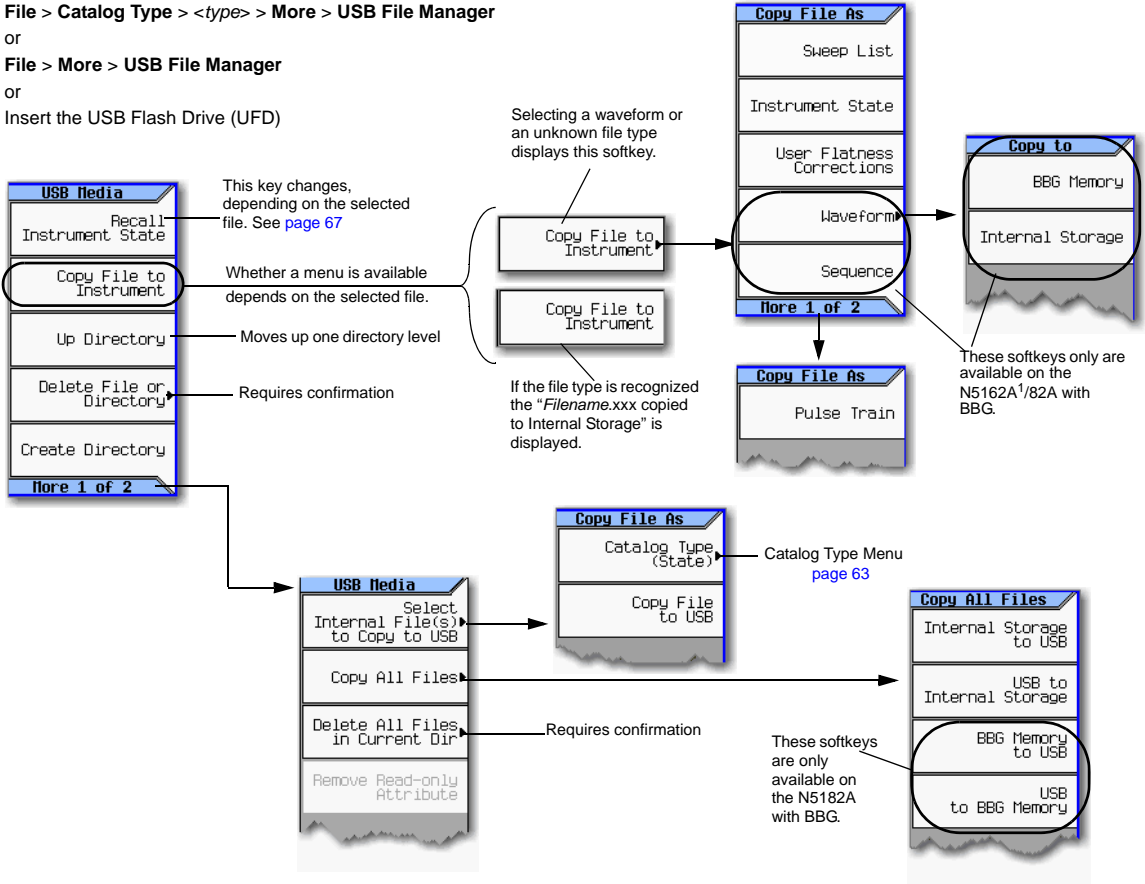 File > Catalog Type > <type> > More > USB File Manager
or
File > More > USB File Manager
or
Insert the USB Flash Drive (UFD)
USB Media
Recall
Instrument State
Copy File to
Instrument
Up Directory
Delete File or
Directory
Create Directory
More 1 of 2
This key changes,
depending on the selected
file. See page 67
Whether a menu is available
depends on the selected file.
Moves up one directory level
Requires confirmation
Selecting a waveform or
an unknown file type
displays this softkey.
Copy File to
Instrument
Copy File to
Instrument
If the file type is recognized
the “Filename.xxx copied
to Internal Storage” is
displayed.
Copy File As
Sweep List
Instrument State
User Flatness
Corrections
Waveform
Sequence
More 1 of 2
Copy File As
Pulse Train
Copy to
BBG Memory
Internal Storage
These softkeys only are
available on the
N5162A1/82A with
BBG.
USB Media
Select
Internal File(s)
to Copy to USB
Copy All Files
Delete All Files
in Current Dir
Remove Read-only
Attribute
Copy File As
Catalog Type
(State)
Copy File
to USB
Catalog Type Menu
page 63
Requires confirmation
Copy All Files
Internal Storage
to USB
USB to
Internal Storage
BBG Memory
to USB
USB
to BBG Memory
These softkeys
are only
available on
the N5182A
with BBG.